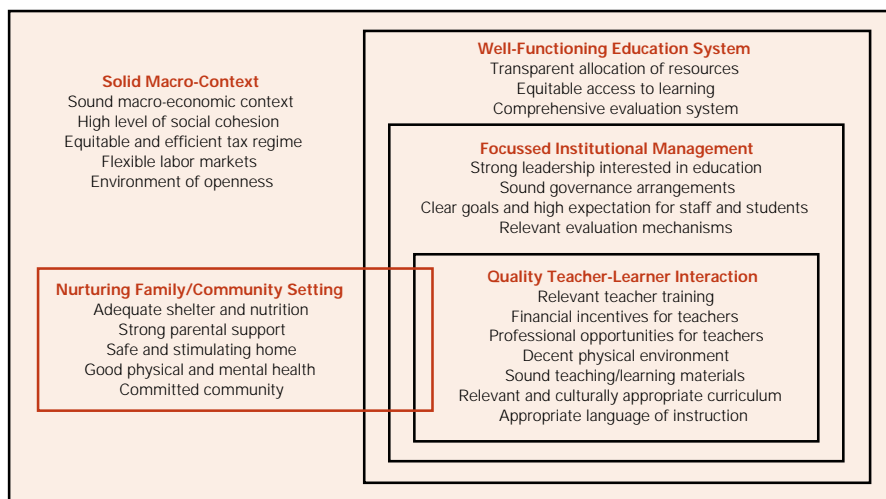 Solid Macro-Context
Sound macro-economic context
High level of social cohesion
Equitable and efficient tax regime
Flexible labor markets
Environment of openness
Well-Functioning Education System
Transparent allocation of resources
Equitable access to learning
Comprehensive evaluation system
Focussed Institutional Management
Strong leadership interested in education
Sound governance arrangements
Clear goals and high expectation for staff and students
Relevant evaluation mechanisms
Nurturing Family/Community Setting
Adequate shelter and nutrition
Strong parental support
Safe and stimulating home
Good physical and mental health
Committed community
Quality Teacher-Learner Interaction
Relevant teacher training
Financial incentives for teachers
Professional opportunities for teachers
Decent physical environment
Sound teaching/learning materials
Relevant and culturally appropriate curriculum
Appropriate language of instruction